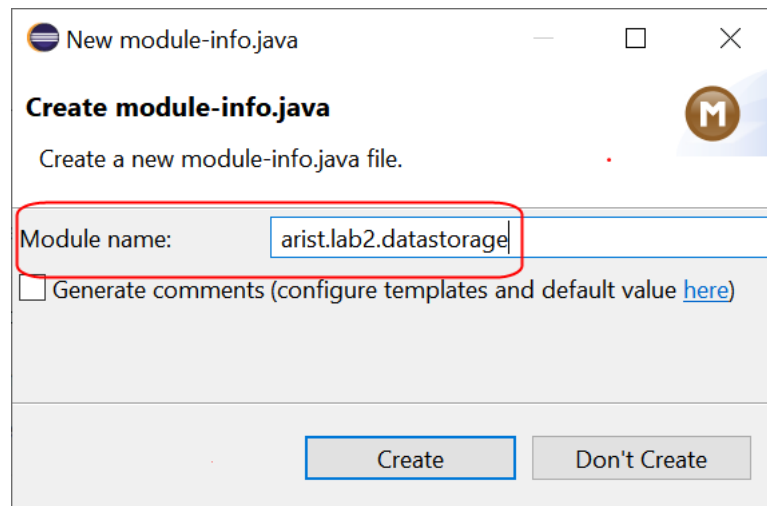 New module-info.java
Create module-info.java
M
Create a new module-info.java file.
Module name: arist.lab2.datastorage
Generate comments (configure templates and default value here)
Create Don't Create